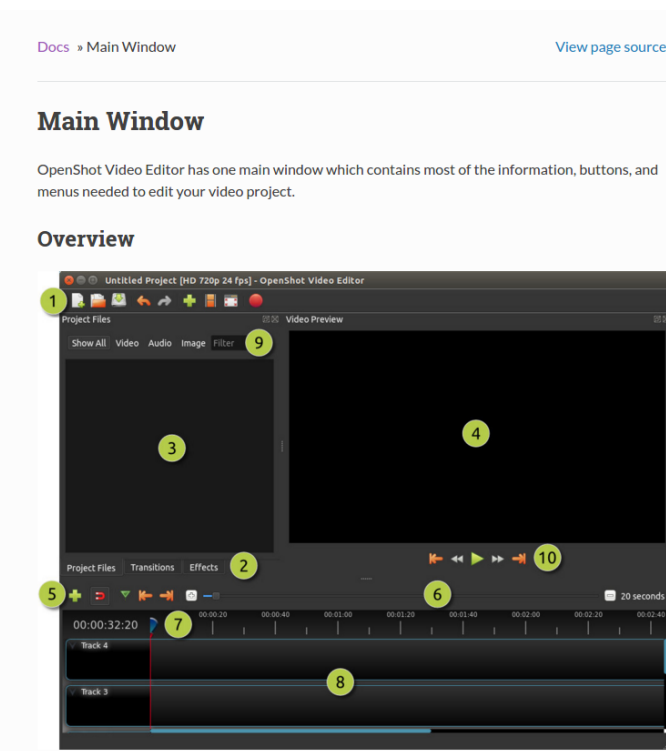 Docs » Main Window View page source
Main Window
OpenShot Video Editor has one main window which contains most of the information, buttons, and
menus needed to edit your video project.
Overview
Untitled Project [HD 720p 24 fps] - OpenShot Video Editor
1
Project Files Video Preview
Show All Video Audio Image Filter 9
3
4
10
Project Files Transitions Effects 2
5 6 20 seconds
00:00:32:20 7 00:00:20 00:00:40 00:01:00 00:01:20 00:01:40 00:02:00 00:02:20 00:02:40
Track 4
8
Track 3